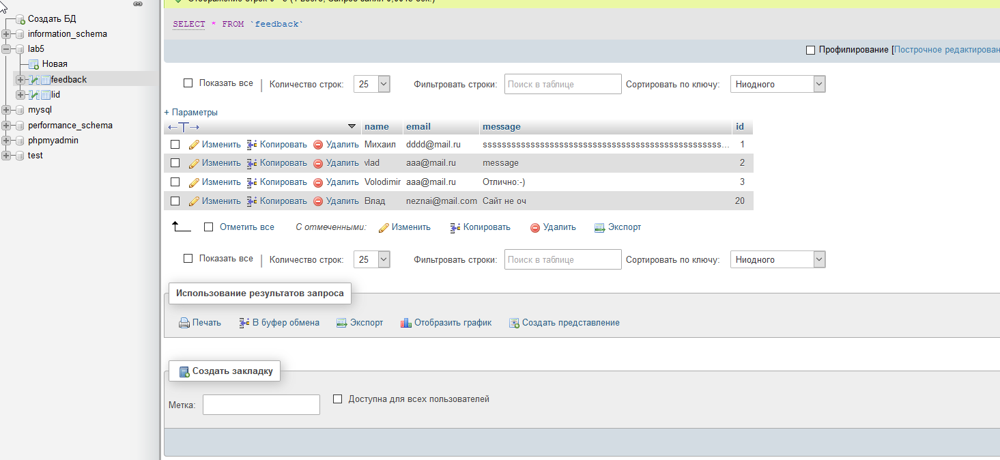 Создать БД
information_schema
lab5
Новая
feedback
lid
mysql
performance_schema
phpmyadmin
test
SELECT * FROM `feedback`
Профилирование [Построчное редактирован
Показать все | Количество строк: 25 Фильтровать строки: Поиск в таблице Сортировать по ключу: Ниодного
+ Параметры
←T→ name email message id
Изменить Копировать Удалить Михаил dddd@mail.ru ssssssssssssssssssssssssssssssssssssssssssssssssss... 1
Изменить Копировать Удалить vlad aaa@mail.ru message 2
Изменить Копировать Удалить Volodimir aaa@mail.ru Отлично:-) 3
Изменить Копировать Удалить Влад neznai@mail.com Сайт не оч 20
Отметить все С отмеченными: Изменить Копировать Удалить Экспорт
Показать все | Количество строк: 25 Фильтровать строки: Поиск в таблице Сортировать по ключу: Ниодного
Использование результатов запроса
Печать В буфер обмена Экспорт Отобразить график Создать представление
Создать закладку
Метка: Доступна для всех пользователей